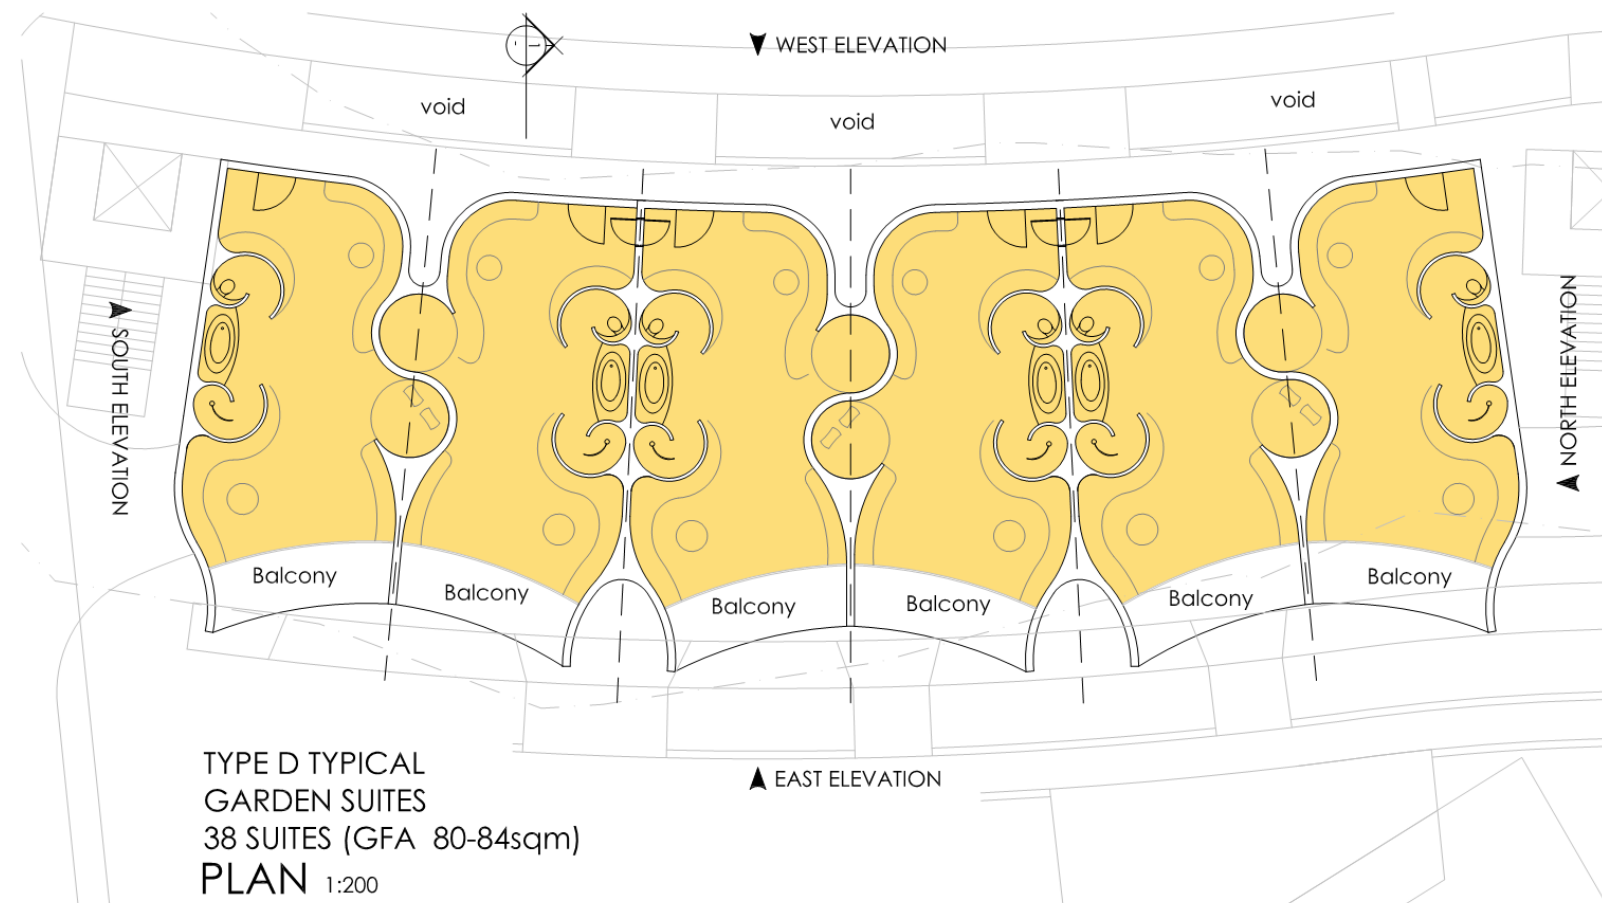 WEST ELEVATION
void
void
void
SOUTH ELEVATION
NORTH ELEVATION
Balcony
Balcony
Balcony
Balcony
Balcony
Balcony
EAST ELEVATION
TYPE D TYPICAL
GARDEN SUITES
38 SUITES (GFA 80-84sqm)
PLAN 1:200